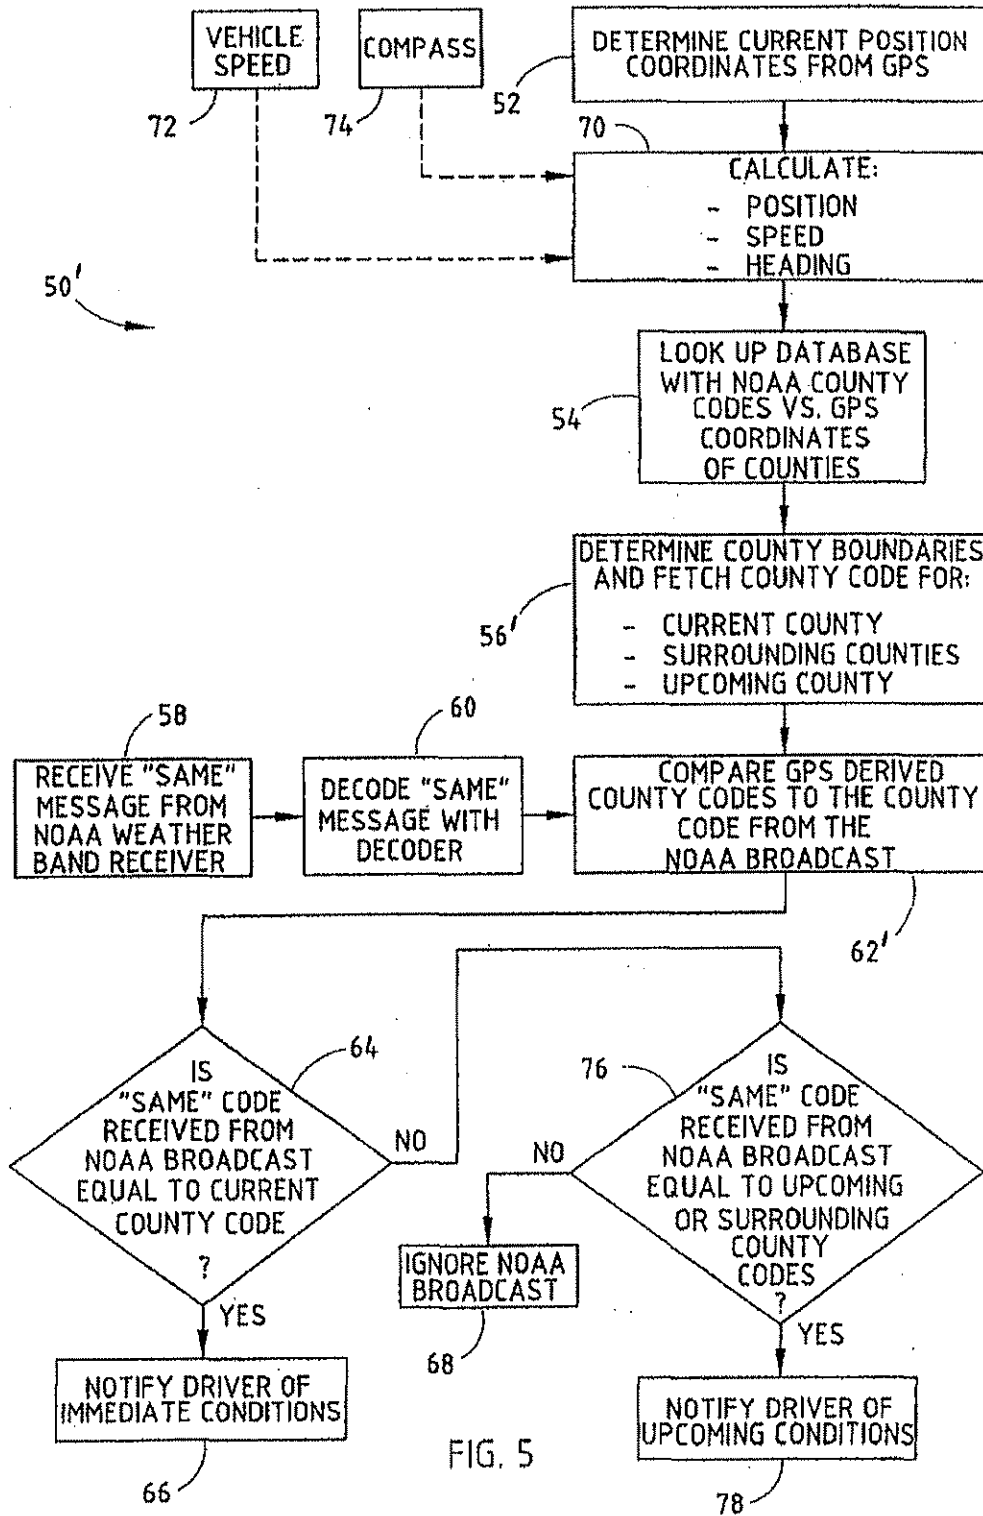 VEHICLE
SPEED
72
COMPASS
74
DETERMINE CURRENT POSITION
COORDINATES FROM GPS
52
70
CALCULATE:
- POSITION
- SPEED
- HEADING
50'
LOOK UP DATABASE
WITH NOAA COUNTY
CODES VS. GPS
COORDINATES
OF COUNTIES
54
DETERMINE COUNTY BOUNDARIES
AND FETCH COUNTY CODE FOR:
- CURRENT COUNTY
- SURROUNDING COUNTIES
- UPCOMING COUNTY
56'
58
RECEIVE "SAME"
MESSAGE FROM
NOAA WEATHER
BAND RECEIVER
60
DECODE "SAME"
MESSAGE WITH
DECODER
COMPARE GPS DERIVED
COUNTY CODES TO THE COUNTY
CODE FROM THE
NOAA BROADCAST
62'
64
IS
"SAME" CODE
RECEIVED FROM
NOAA BROADCAST
EQUAL TO CURRENT
COUNTY CODE
?
NO
YES
NOTIFY DRIVER OF
IMMEDIATE CONDITIONS
66
76
IS
"SAME" CODE
RECEIVED FROM
NOAA BROADCAST
EQUAL TO UPCOMING
OR SURROUNDING
COUNTY
CODES
?
NO
IGNORE NOAA
BROADCAST
68
YES
NOTIFY DRIVER OF
UPCOMING CONDITIONS
78
FIG. 5